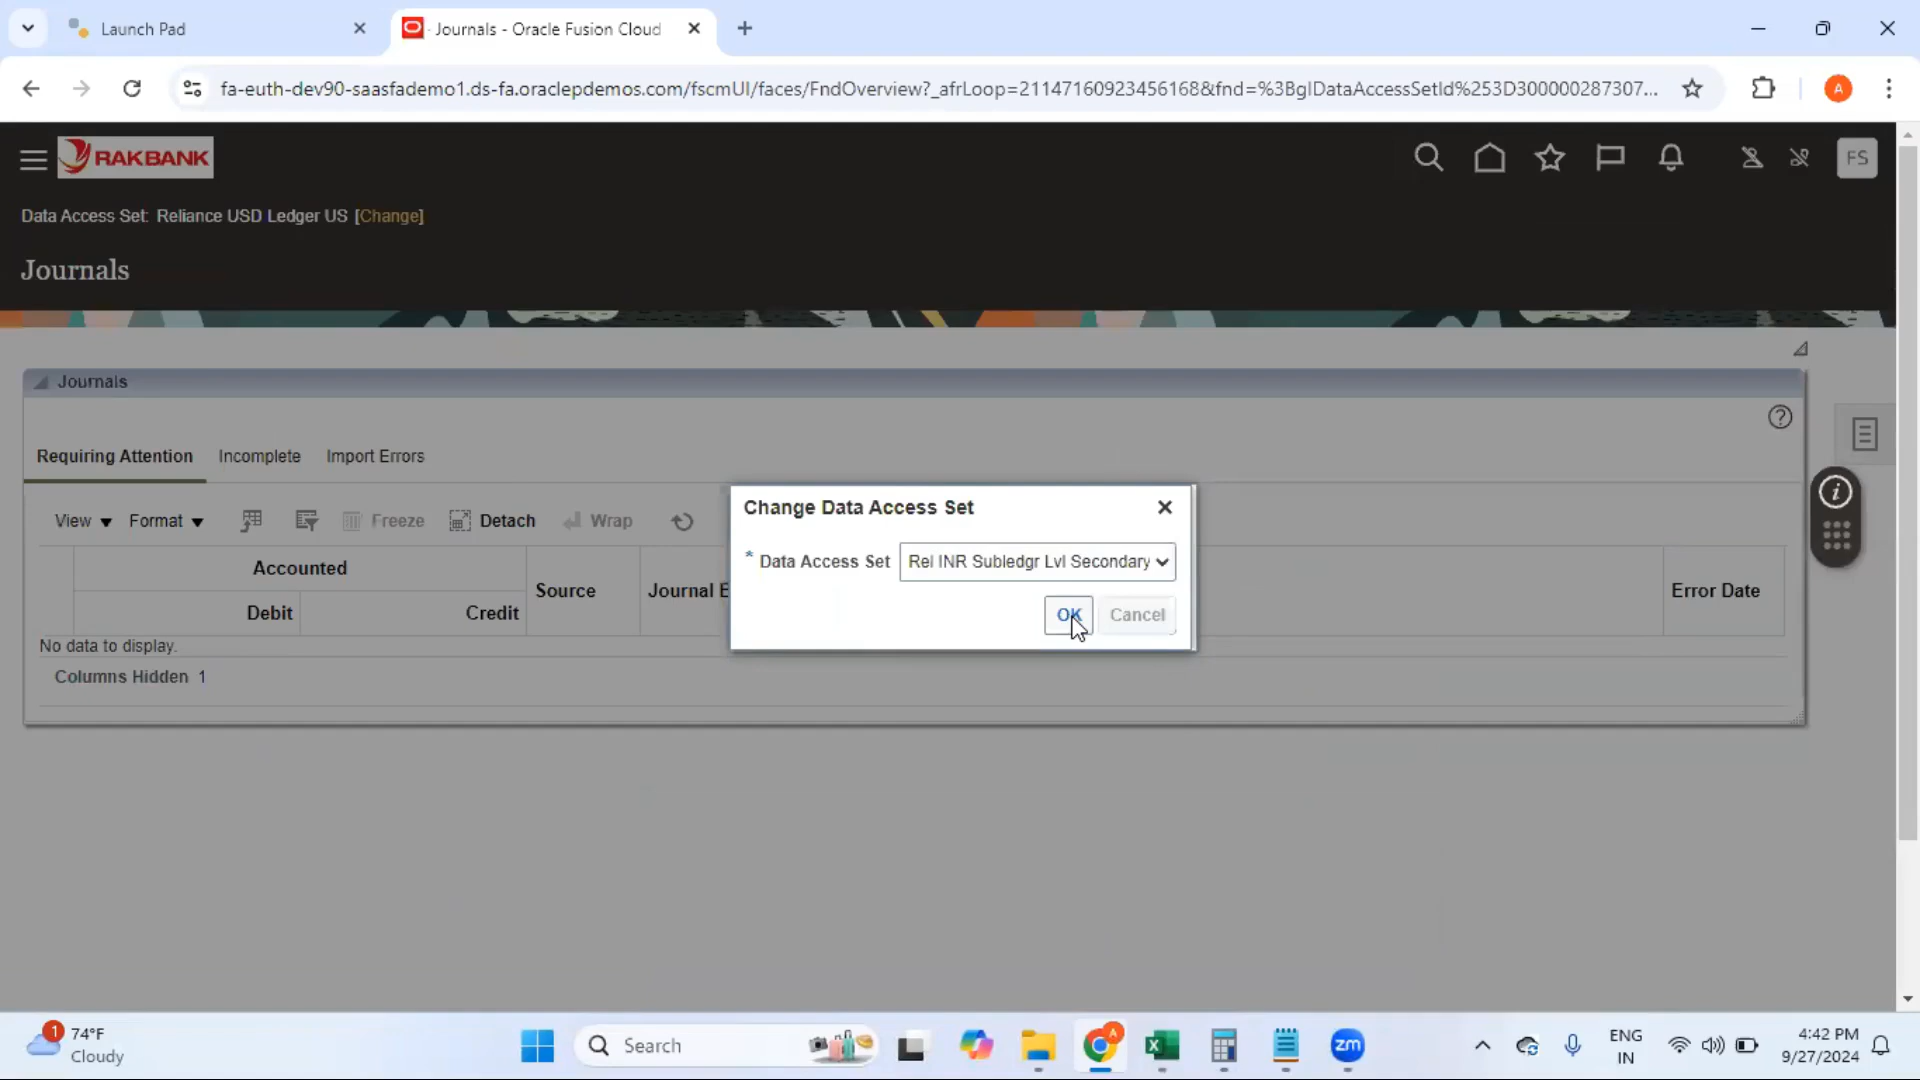 Launch Pad
Journals - Oracle Fusion Cloud
fa-euth-dev90-saasfademo1.ds-fa.oraclepdemos.com/fscmUI/faces/FndOverview?_afrLoop=21147160923456168&fnd=%3BglDataAccessSetId%253D300000287307...
A
RAKBANK
FS
Data Access Set: Reliance USD Ledger US [Change]
Journals
Journals
Requiring Attention Incomplete Import Errors
View Format Freeze Detach Wrap
Accounted
Debit Credit
Source
Journal E
Error Date
No data to display.
Columns Hidden 1
Change Data Access Set
* Data Access Set Rel INR Subledgr Lvl Secondary
OK Cancel
1
74°F
Cloudy
Search
A
zm
ENG
IN
4:42 PM
9/27/2024